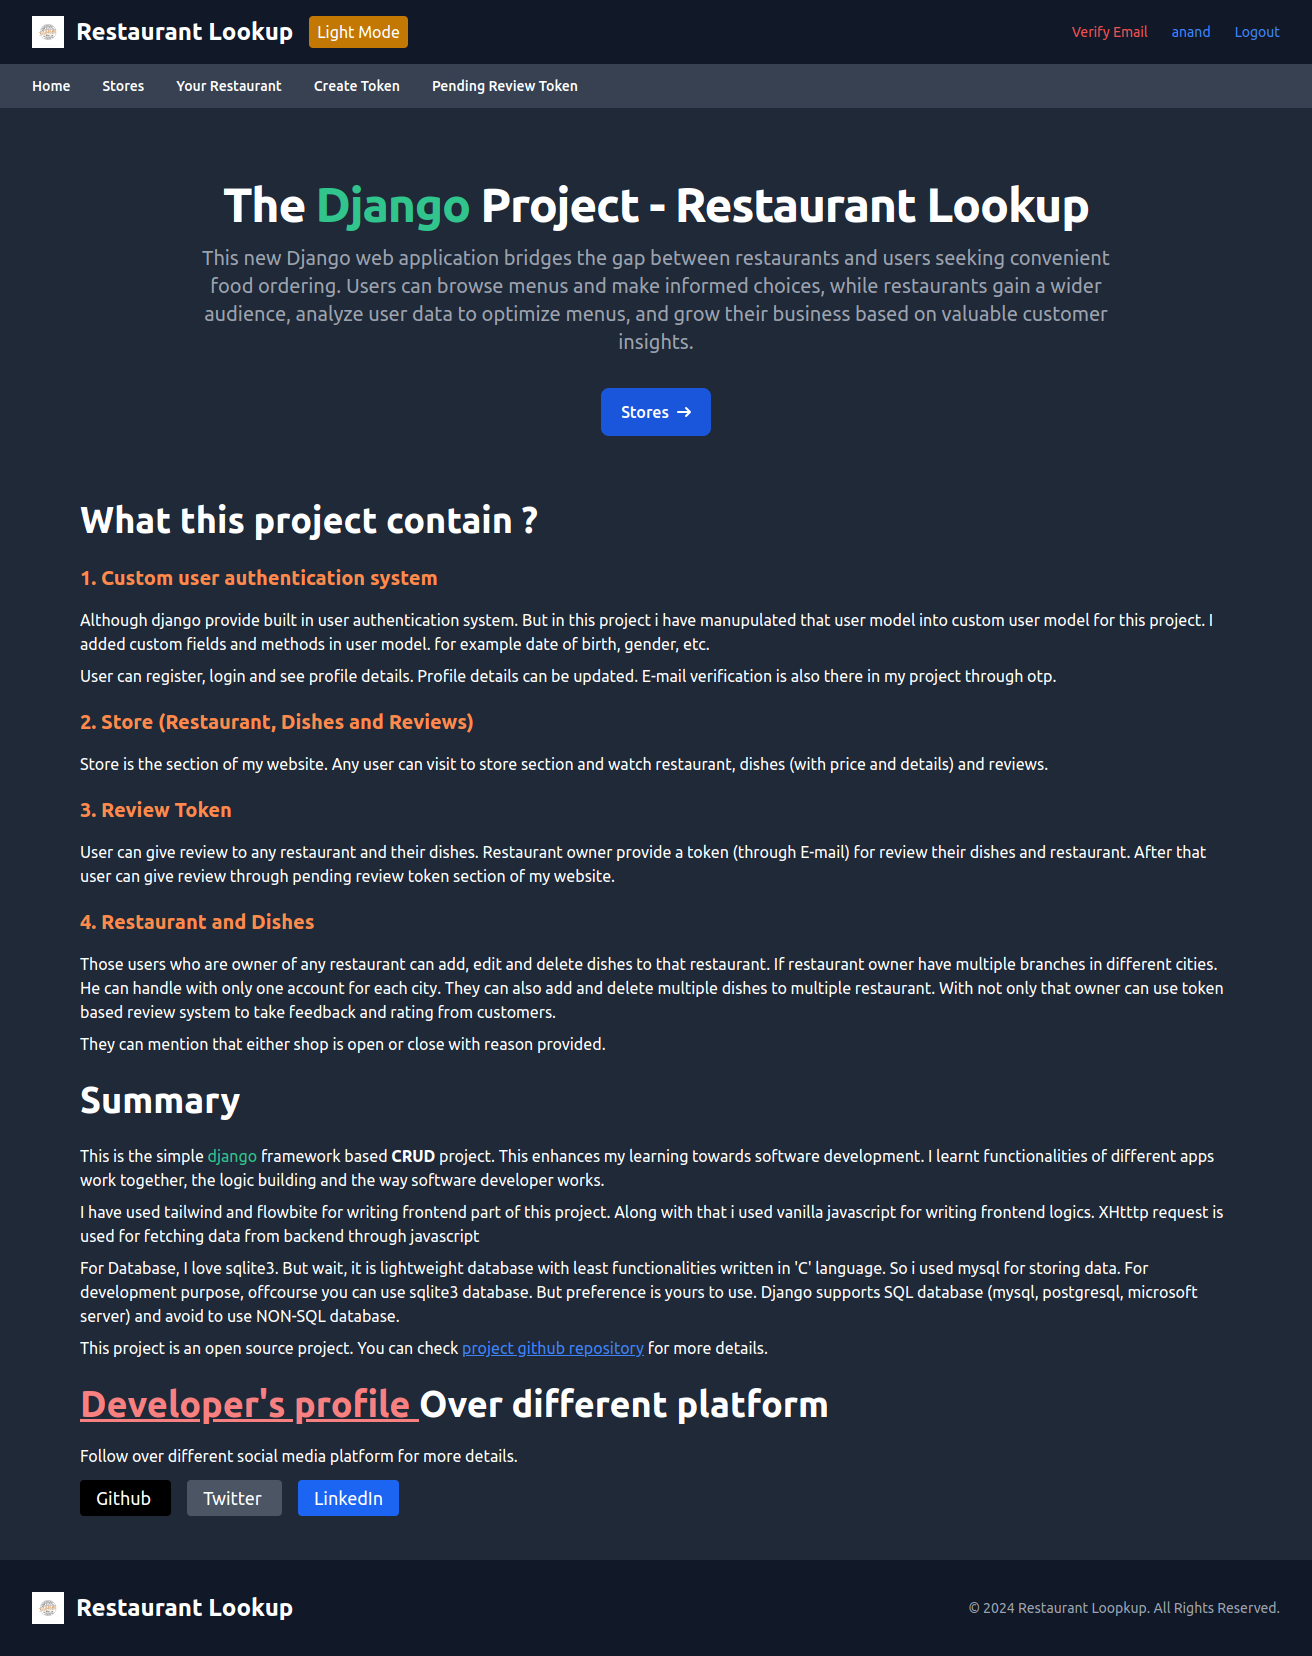 Restaurant Lookup Light Mode Verify Email anand Logout
Home Stores Your Restaurant Create Token Pending Review Token
The Django Project - Restaurant Lookup
This new Django web application bridges the gap between restaurants and users seeking convenient
food ordering. Users can browse menus and make informed choices, while restaurants gain a wider
audience, analyze user data to optimize menus, and grow their business based on valuable customer
insights.
Stores →
What this project contain ?
1. Custom user authentication system
Although django provide built in user authentication system. But in this project i have manupulated that user model into custom user model for this project. I
added custom fields and methods in user model. for example date of birth, gender, etc.
User can register, login and see profile details. Profile details can be updated. E-mail verification is also there in my project through otp.
2. Store (Restaurant, Dishes and Reviews)
Store is the section of my website. Any user can visit to store section and watch restaurant, dishes (with price and details) and reviews.
3. Review Token
User can give review to any restaurant and their dishes. Restaurant owner provide a token (through E-mail) for review their dishes and restaurant. After that
user can give review through pending review token section of my website.
4. Restaurant and Dishes
Those users who are owner of any restaurant can add, edit and delete dishes to that restaurant. If restaurant owner have multiple branches in different cities.
He can handle with only one account for each city. They can also add and delete multiple dishes to multiple restaurant. With not only that owner can use token
based review system to take feedback and rating from customers.
They can mention that either shop is open or close with reason provided.
Summary
This is the simple django framework based CRUD project. This enhances my learning towards software development. I learnt functionalities of different apps
work together, the logic building and the way software developer works.
I have used tailwind and flowbite for writing frontend part of this project. Along with that i used vanilla javascript for writing frontend logics. XHtttp request is
used for fetching data from backend through javascript
For Database, I love sqlite3. But wait, it is lightweight database with least functionalities written in 'C' language. So i used mysql for storing data. For
development purpose, offcourse you can use sqlite3 database. But preference is yours to use. Django supports SQL database (mysql, postgresql, microsoft
server) and avoid to use NON-SQL database.
This project is an open source project. You can check project github repository for more details.
Developer's profile Over different platform
Follow over different social media platform for more details.
Github Twitter LinkedIn
Restaurant Lookup © 2024 Restaurant Loopkup. All Rights Reserved.